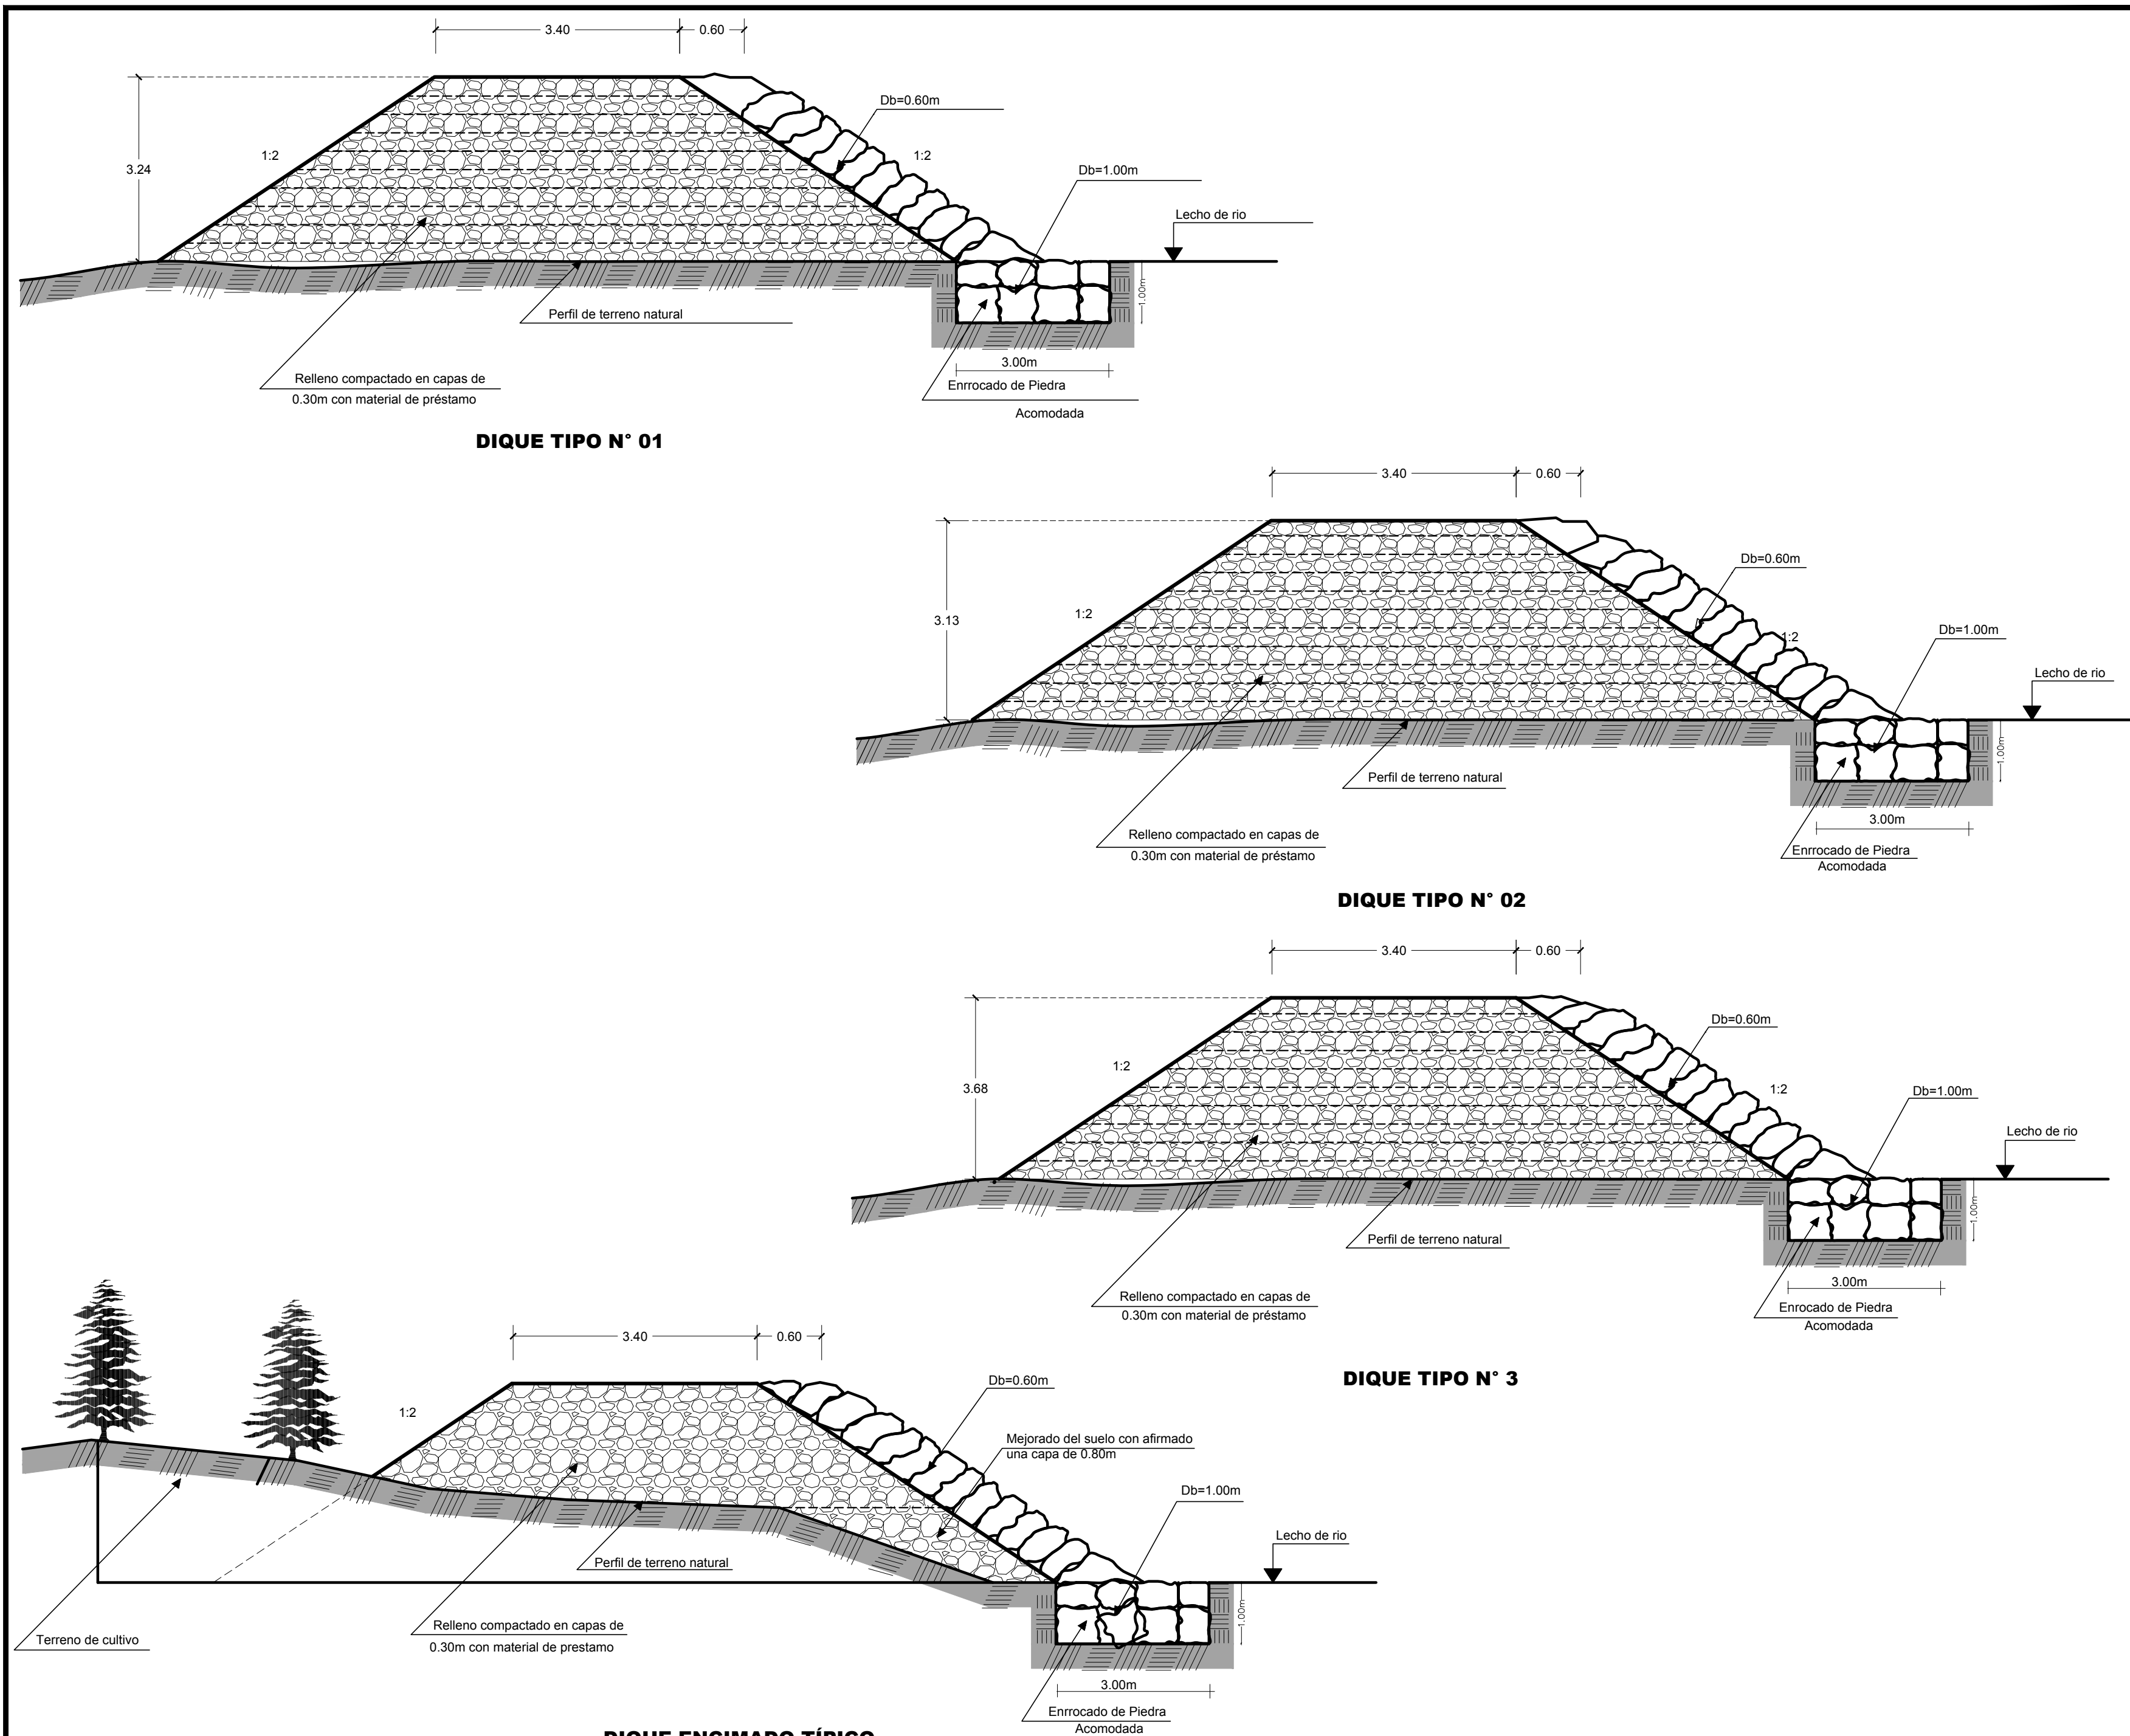 3.40
0.60
Db=0.60m
1:2
1:2
3.24
Db=1.00m
Lecho de rio
1.00m
Perfil de terreno natural
3.00m
Relleno compactado en capas de
0.30m con material de préstamo
Enrrocado de Piedra
Acomodada
DIQUE TIPO N° 01
3.40
0.60
Db=0.60m
1:2
3.13
1:2
Db=1.00m
Lecho de rio
1.00m
Perfil de terreno natural
3.00m
Relleno compactado en capas de
0.30m con material de préstamo
Enrrocado de Piedra
Acomodada
DIQUE TIPO N° 02
3.40
0.60
Db=0.60m
1:2
3.68
1:2
Db=1.00m
Lecho de rio
1.00m
Perfil de terreno natural
3.00m
Relleno compactado en capas de
0.30m con material de préstamo
Enrocado de Piedra
Acomodada
DIQUE TIPO N° 3
3.40
0.60
Db=0.60m
1:2
Mejorado del suelo con afirmado
una capa de 0.80m
Db=1.00m
Lecho de rio
1.00m
Perfil de terreno natural
Terreno de cultivo
Relleno compactado en capas de
0.30m con material de prestamo
3.00m
Enrrocado de Piedra
Acomodada
DIQUE ENCIMADO TÍPICO